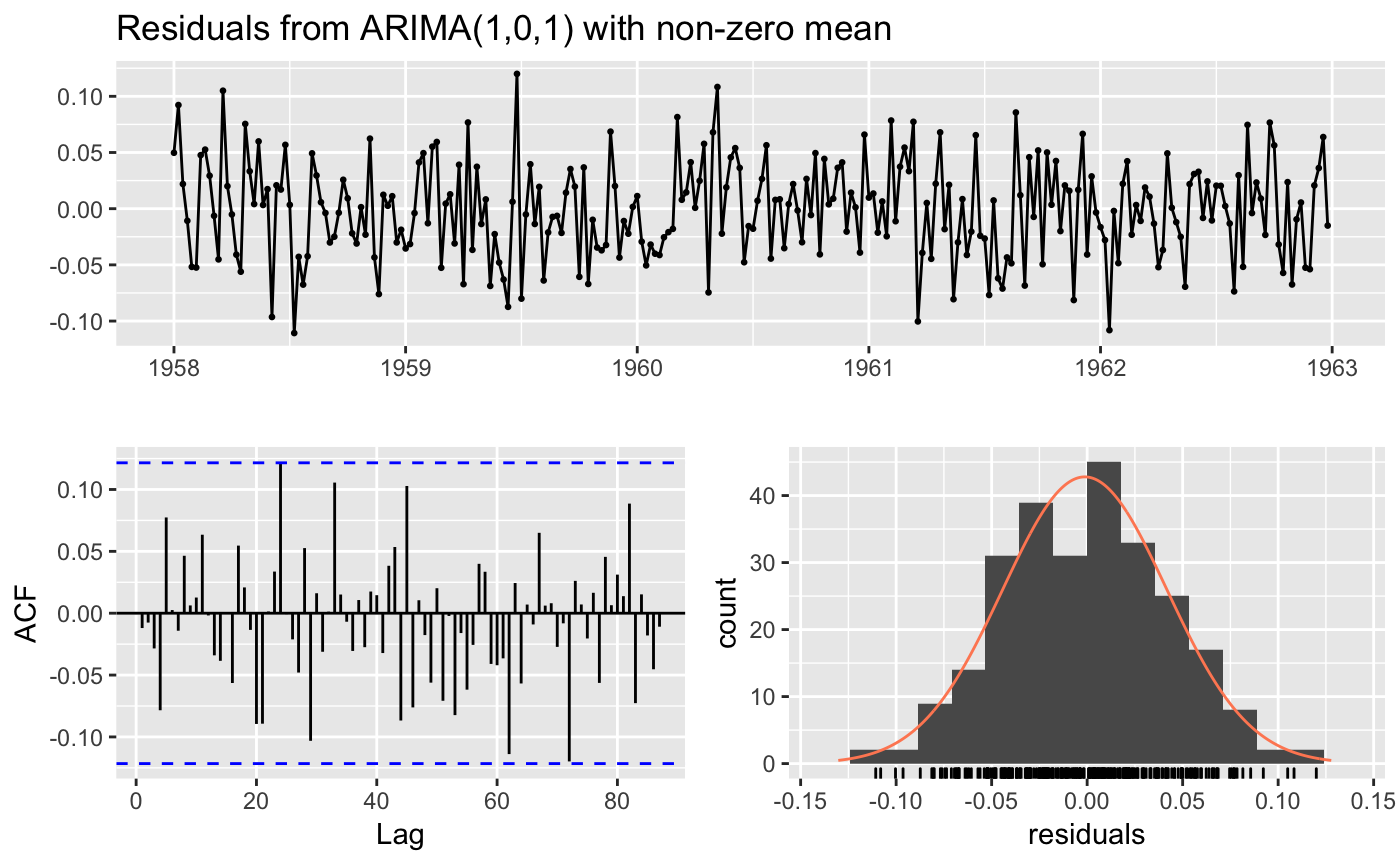 Residuals from ARIMA(1,0,1) with non-zero mean
0.10
0.05
0.00
-0.05
-0.10
1958 1959 1960 1961 1962 1963
ACF
0.10
0.05
0.00
-0.05
-0.10
0 20 40 60 80
Lag
count
40
30
20
10
0
-0.15 -0.10 -0.05 0.00 0.05 0.10 0.15
residuals